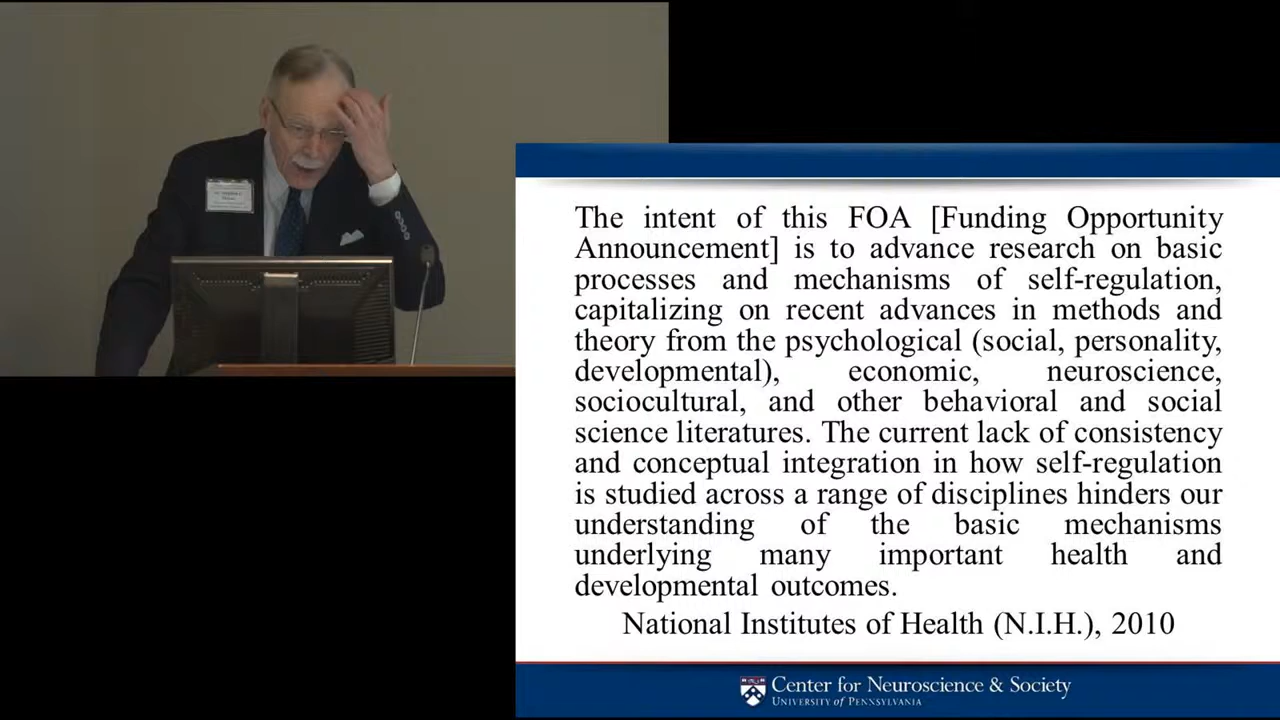 The intent of this FOA [Funding Opportunity
Announcement] is to advance research on basic
processes and mechanisms of self-regulation,
capitalizing on recent advances in methods and
theory from the psychological (social, personality,
developmental), economic, neuroscience,
sociocultural, and other behavioral and social
science literatures. The current lack of consistency
and conceptual integration in how self-regulation
is studied across a range of disciplines hinders our
understanding of the basic mechanisms
underlying many important health and
developmental outcomes.
National Institutes of Health (N.I.H.), 2010
Center for Neuroscience & Society
UNIVERSITY of PENNSYLVANIA